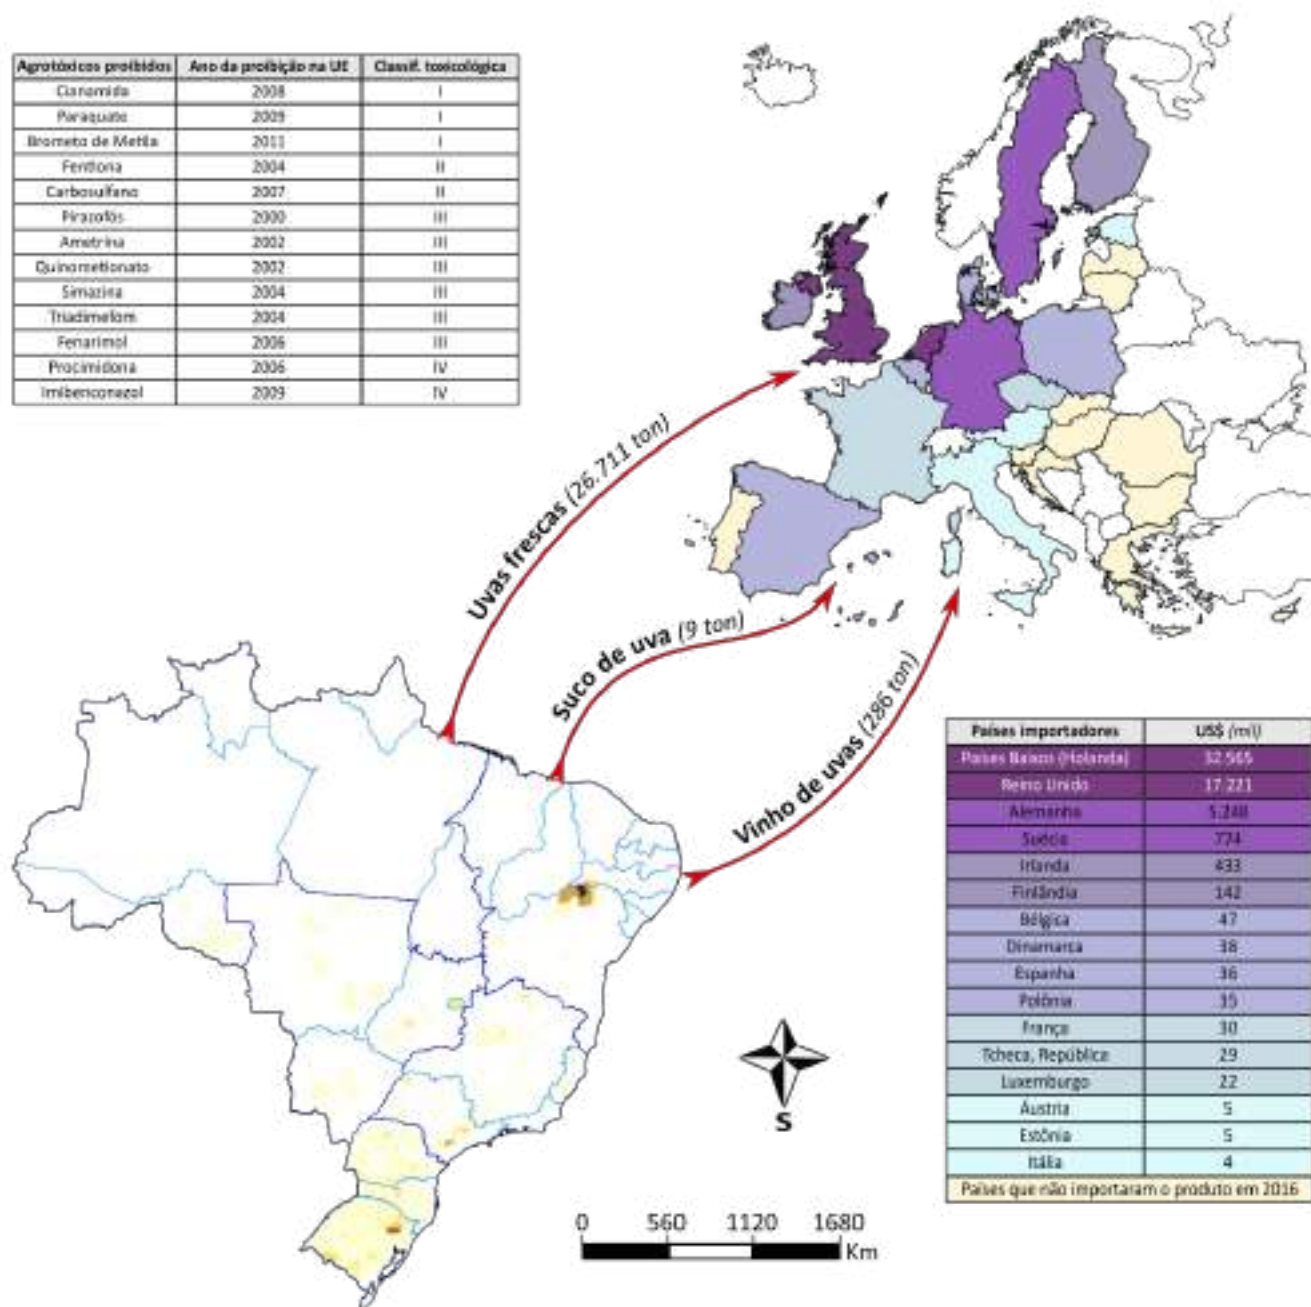 Agrotóxicos proibidos Ano da proibição na UE Classif. toxicológica
Cianamida 2008 I
Paraquate 2009 I
Brometo de Metila 2011 I
Fentiona 2004 II
Carbosulfano 2007 II
Pirazofós 2000 III
Ametrina 2002 III
Quinometionato 2002 III
Simazina 2004 III
Triadimefom 2004 III
Fenarimol 2006 III
Procimidona 2006 IV
Imibenconazol 2009 IV
Uvas frescas (26.711 ton)
Suco de uva (9 ton)
Vinho de uvas (286 ton)
Países importadores US$ (mil)
Países Baixos (Holanda) 32.565
Reino Unido 17.221
Alemanha 5.248
Suécia 774
Irlanda 433
Finlândia 142
Bélgica 47
Dinamarca 38
Espanha 36
Polônia 35
França 30
Tcheca, República 29
Luxemburgo 22
Áustria 5
Estônia 5
Itália 4
Países que não importaram o produto em 2016
S
0 560 1120 1680
Km